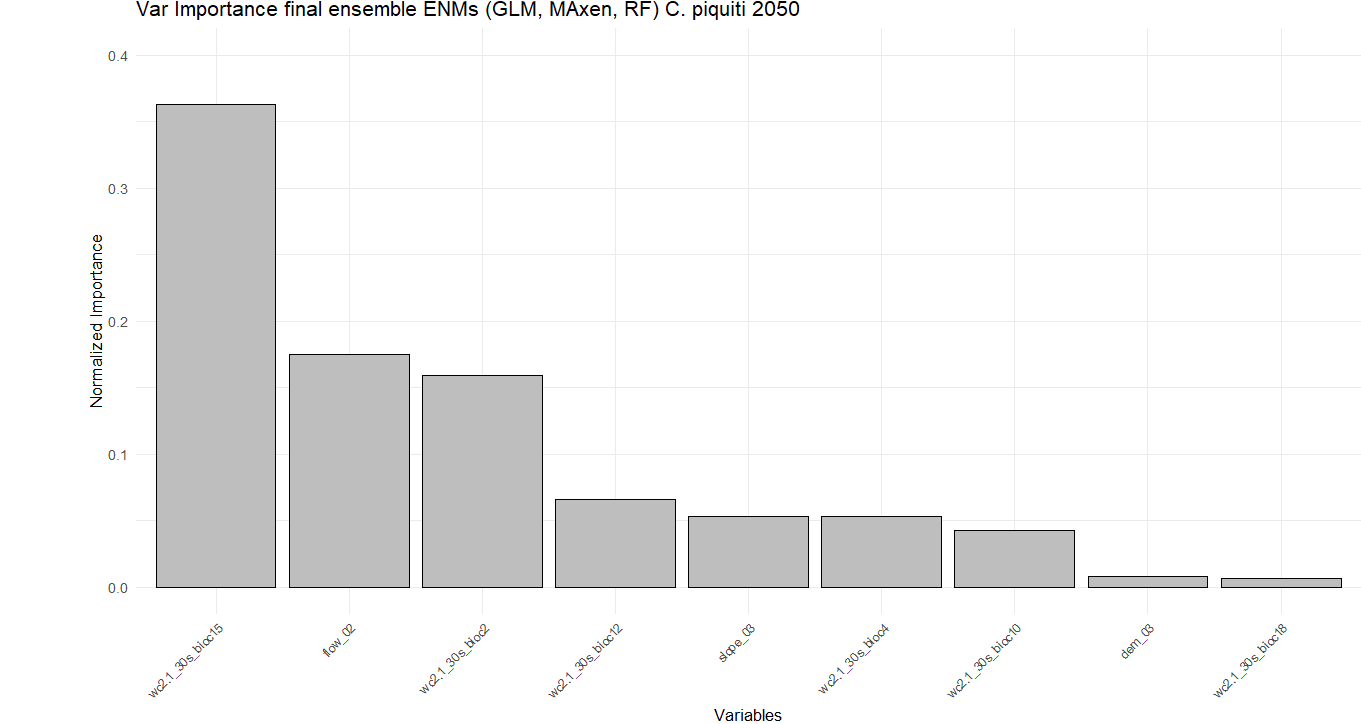 Var Importance final ensemble ENMs (GLM, MAxen, RF) C. piquiti 2050
0.4
0.3
0.2
0.1
0.0
Normalized Importance
wc2.1_30s_bioc15
flow_02
wc2.1_30s_bioc2
wc2.1_30s_bioc12
slope_03
wc2.1_30s_bioc4
wc2.1_30s_bioc10
dem_03
wc2.1_30s_bioc18
Variables